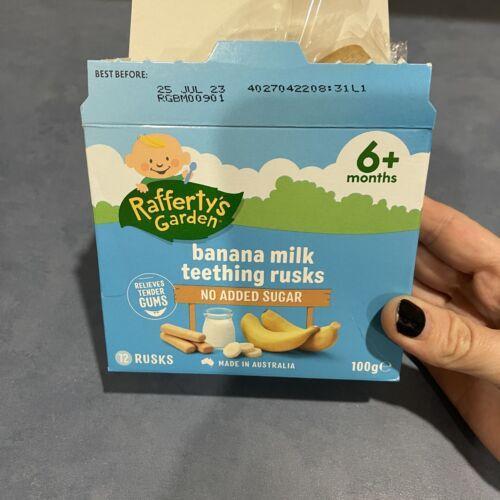 BEST BEFORE:
25 JUL 23 4027042208:31L1
RGBM00901
6+
months
Rafferty's
Garden
banana milk
teething rusks
NO ADDED SUGAR
RELIEVES
TENDER
GUMS
12 RUSKS
MADE IN AUSTRALIA
100g℮